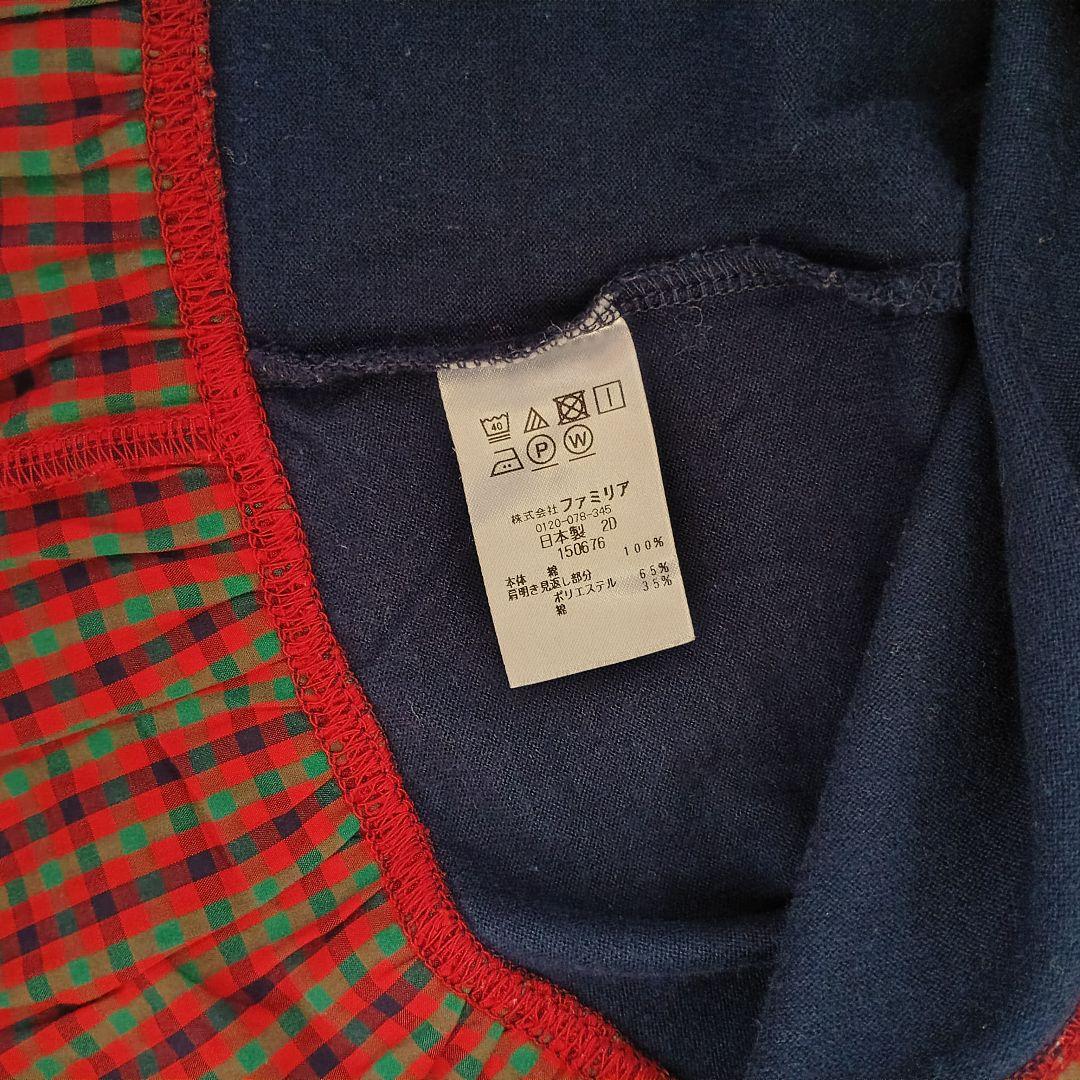 40
P W
株式会社 ファミリア
0120-078-345
日本製 2D
150676
本体 綿 100%
肩明き見返し部分
ポリエステル 65%
綿 35%